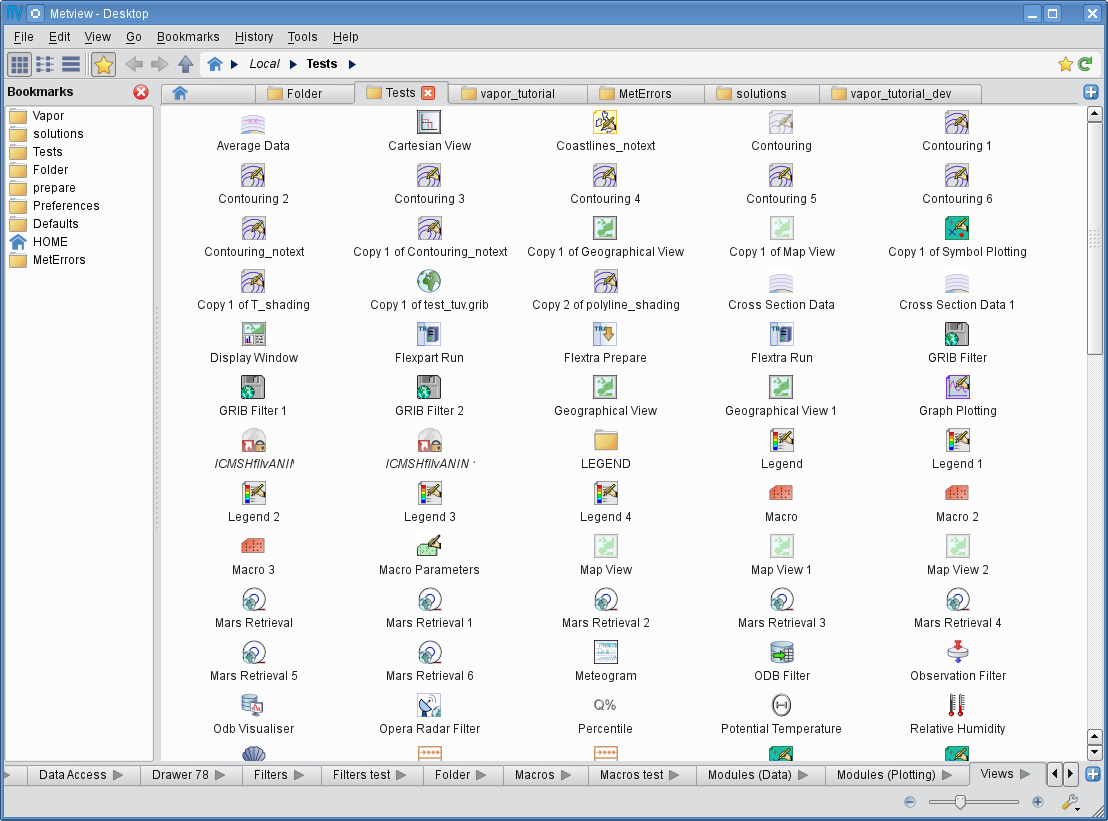 Metview - Desktop
File Edit View Go Bookmarks History Tools Help
Local Tests
Bookmarks
Folder Tests vapor_tutorial MetErrors solutions vapor_tutorial_dev
Vapor
solutions
Tests
Folder
prepare
Preferences
Defaults
HOME
MetErrors
Average Data Cartesian View Coastlines_notext Contouring Contouring 1
Contouring 2 Contouring 3 Contouring 4 Contouring 5 Contouring 6
Contouring_notext Copy 1 of Contouring_notext Copy 1 of Geographical View Copy 1 of Map View Copy 1 of Symbol Plotting
Copy 1 of T_shading Copy 1 of test_tuv.grib Copy 2 of polyline_shading Cross Section Data Cross Section Data 1
Display Window Flexpart Run Flextra Prepare Flextra Run GRIB Filter
GRIB Filter 1 GRIB Filter 2 Geographical View Geographical View 1 Graph Plotting
LEGEND Legend Legend 1
Legend 2 Legend 3 Legend 4 Macro Macro 2
Macro 3 Macro Parameters Map View Map View 1 Map View 2
Mars Retrieval Mars Retrieval 1 Mars Retrieval 2 Mars Retrieval 3 Mars Retrieval 4
Mars Retrieval 5 Mars Retrieval 6 Meteogram ODB Filter Observation Filter
Q%
Odb Visualiser Opera Radar Filter Percentile Potential Temperature Relative Humidity
Data Access Drawer 78 Filters Filters test Folder Macros Macros test Modules (Data) Modules (Plotting) Views